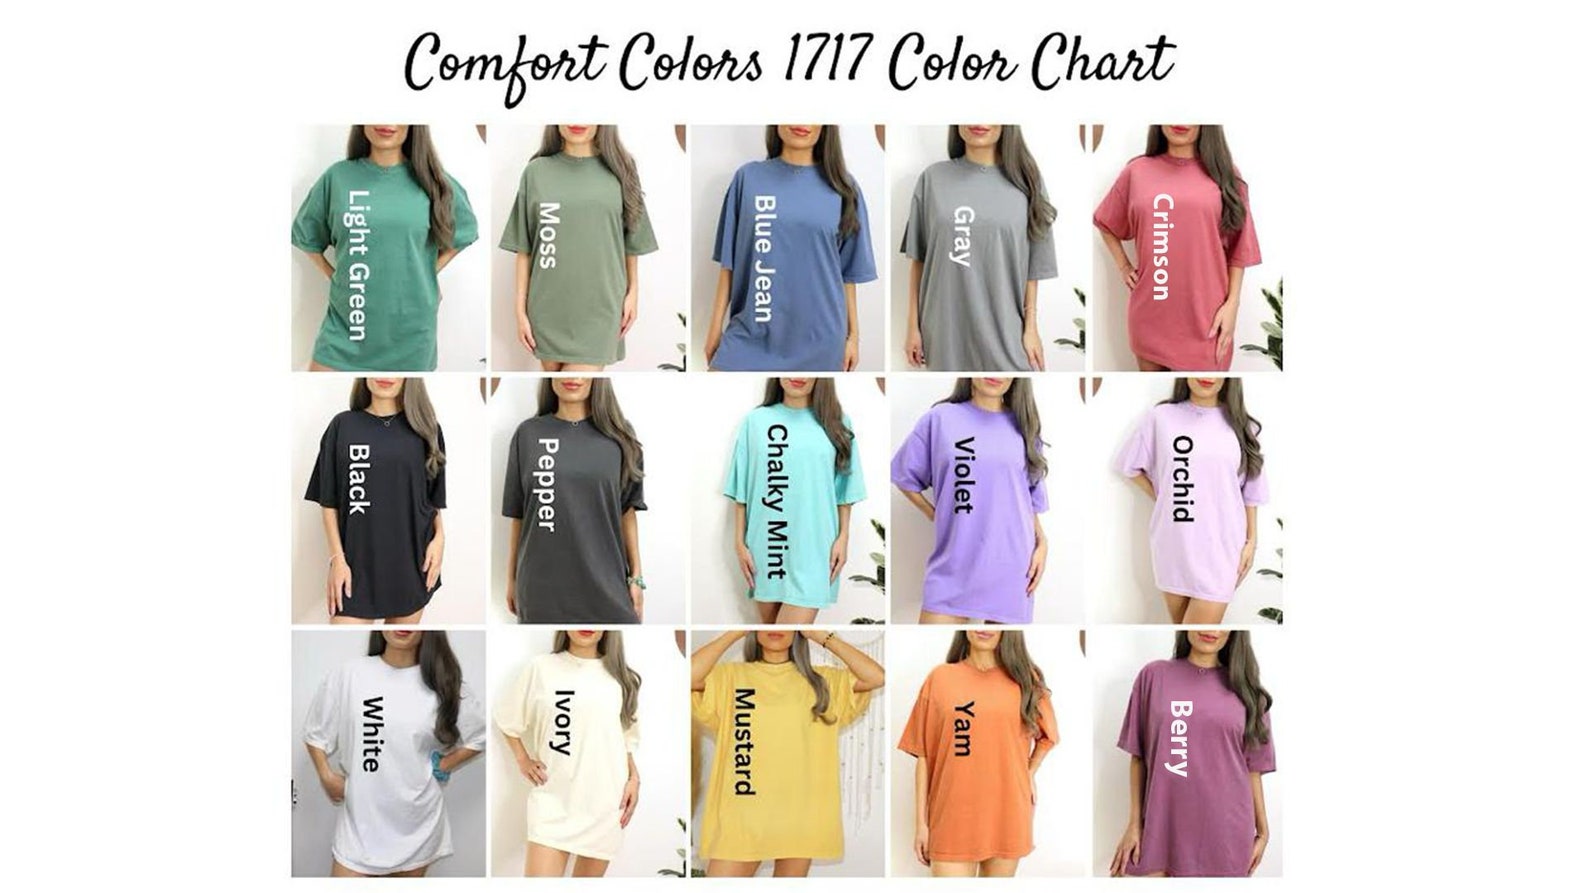 Comfort Colors 1717 Color Chart
Light Green
Moss
Blue Jean
Gray
Crimson
Black
Pepper
Chalky Mint
Violet
Orchid
White
Ivory
Mustard
Yam
Berry